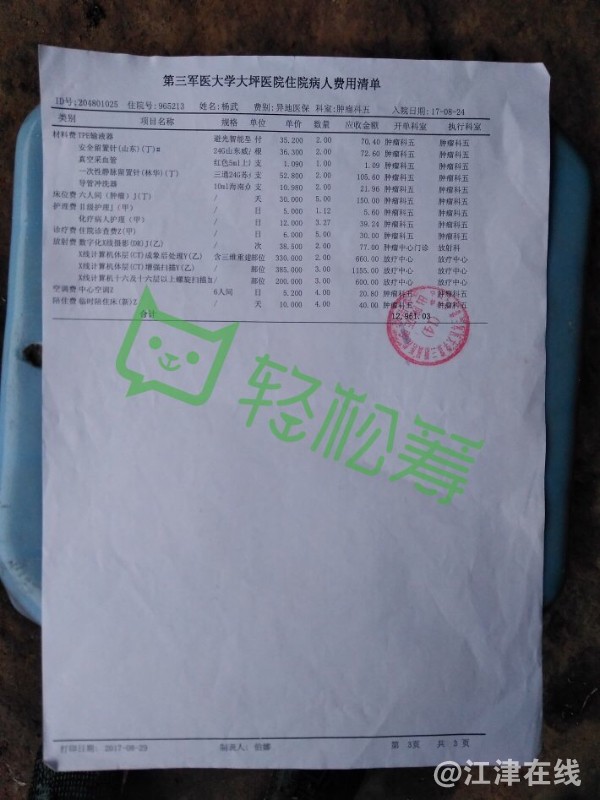 第三军医大学大坪医院住院病人费用清单
ID号:204801025 住院号:965213 姓名:杨武 费别:异地医保 科室:肿瘤科五 入院日期:17-08-24
类别 项目名称 规格 单位 单价 数量 应收金额 开单科室 执行科室
材料费 TPE输液器 避光智能型 付 35.200 2.00 70.40 肿瘤科五 肿瘤科五
安全留置针(山东)(丁)* 24G山东威/ 根 36.300 2.00 72.60 肿瘤科五 肿瘤科五
真空采血管 红色5ml上 支 1.090 1.00 1.09 肿瘤科五 肿瘤科五
一次性静脉留置针(林华)(丁) 三通24G苏 支 52.800 2.00 105.60 肿瘤科五 肿瘤科五
导管冲洗器 10ml海南 支 10.980 2.00 21.96 肿瘤科五 肿瘤科五
床位费 六人间(肿瘤)J(丁) / 天 30.000 5.00 150.00 肿瘤科五 肿瘤科五
护理费 II级护理J(甲) / 日 5.000 1.12 5.60 肿瘤科五 肿瘤科五
化疗病人护理(甲) / 日 12.000 3.27 39.24 肿瘤科五 肿瘤科五
诊疗费 住院诊查费Z(甲) / 日 6.000 5.00 30.00 肿瘤科五 肿瘤科五
放射费 数字化X线摄影(DR)J(乙) / 次 38.500 2.00 77.00 肿瘤中心门诊 放射科
X线计算机体层(CT)成象后处理Y(乙) 含三维重建 部位 330.000 2.00 660.00 放疗中心 放疗中心
X线计算机体层(CT)增强扫描Y(乙) / 部位 385.000 3.00 1155.00 放疗中心 放疗中心
X线计算机十六及十六层以上螺旋扫描加 / 部位 200.000 3.00 600.00 放疗中心 放疗中心
空调费 中心空调Z 6人间 日 5.200 4.00 20.80 肿瘤科五 肿瘤科五
陪住费 临时陪住床(新)Z / 天 10.000 4.00 40.00 肿瘤科五 肿瘤科五
合计 12,961.03
(14)
轻松筹
打印日期: 2017-08-29 制表人: 伯娜 第 3页 共 3 页
@江津在线